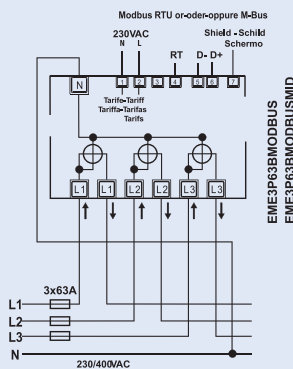 Modbus RTU or-oder-oppure M-Bus
230VAC
Shield - Schild
Schermo
N L
RT
D- D+
N
1 2 3 4 5 6 7
Tarife-Tariff
Tariffa-Tarifas
Tarifs
L1 L1 L2 L2 L3 L3
3x63A
L1
L2
L3
N
230/400VAC
EME3P63BMODBUS
EME3P63BMODBUSMID